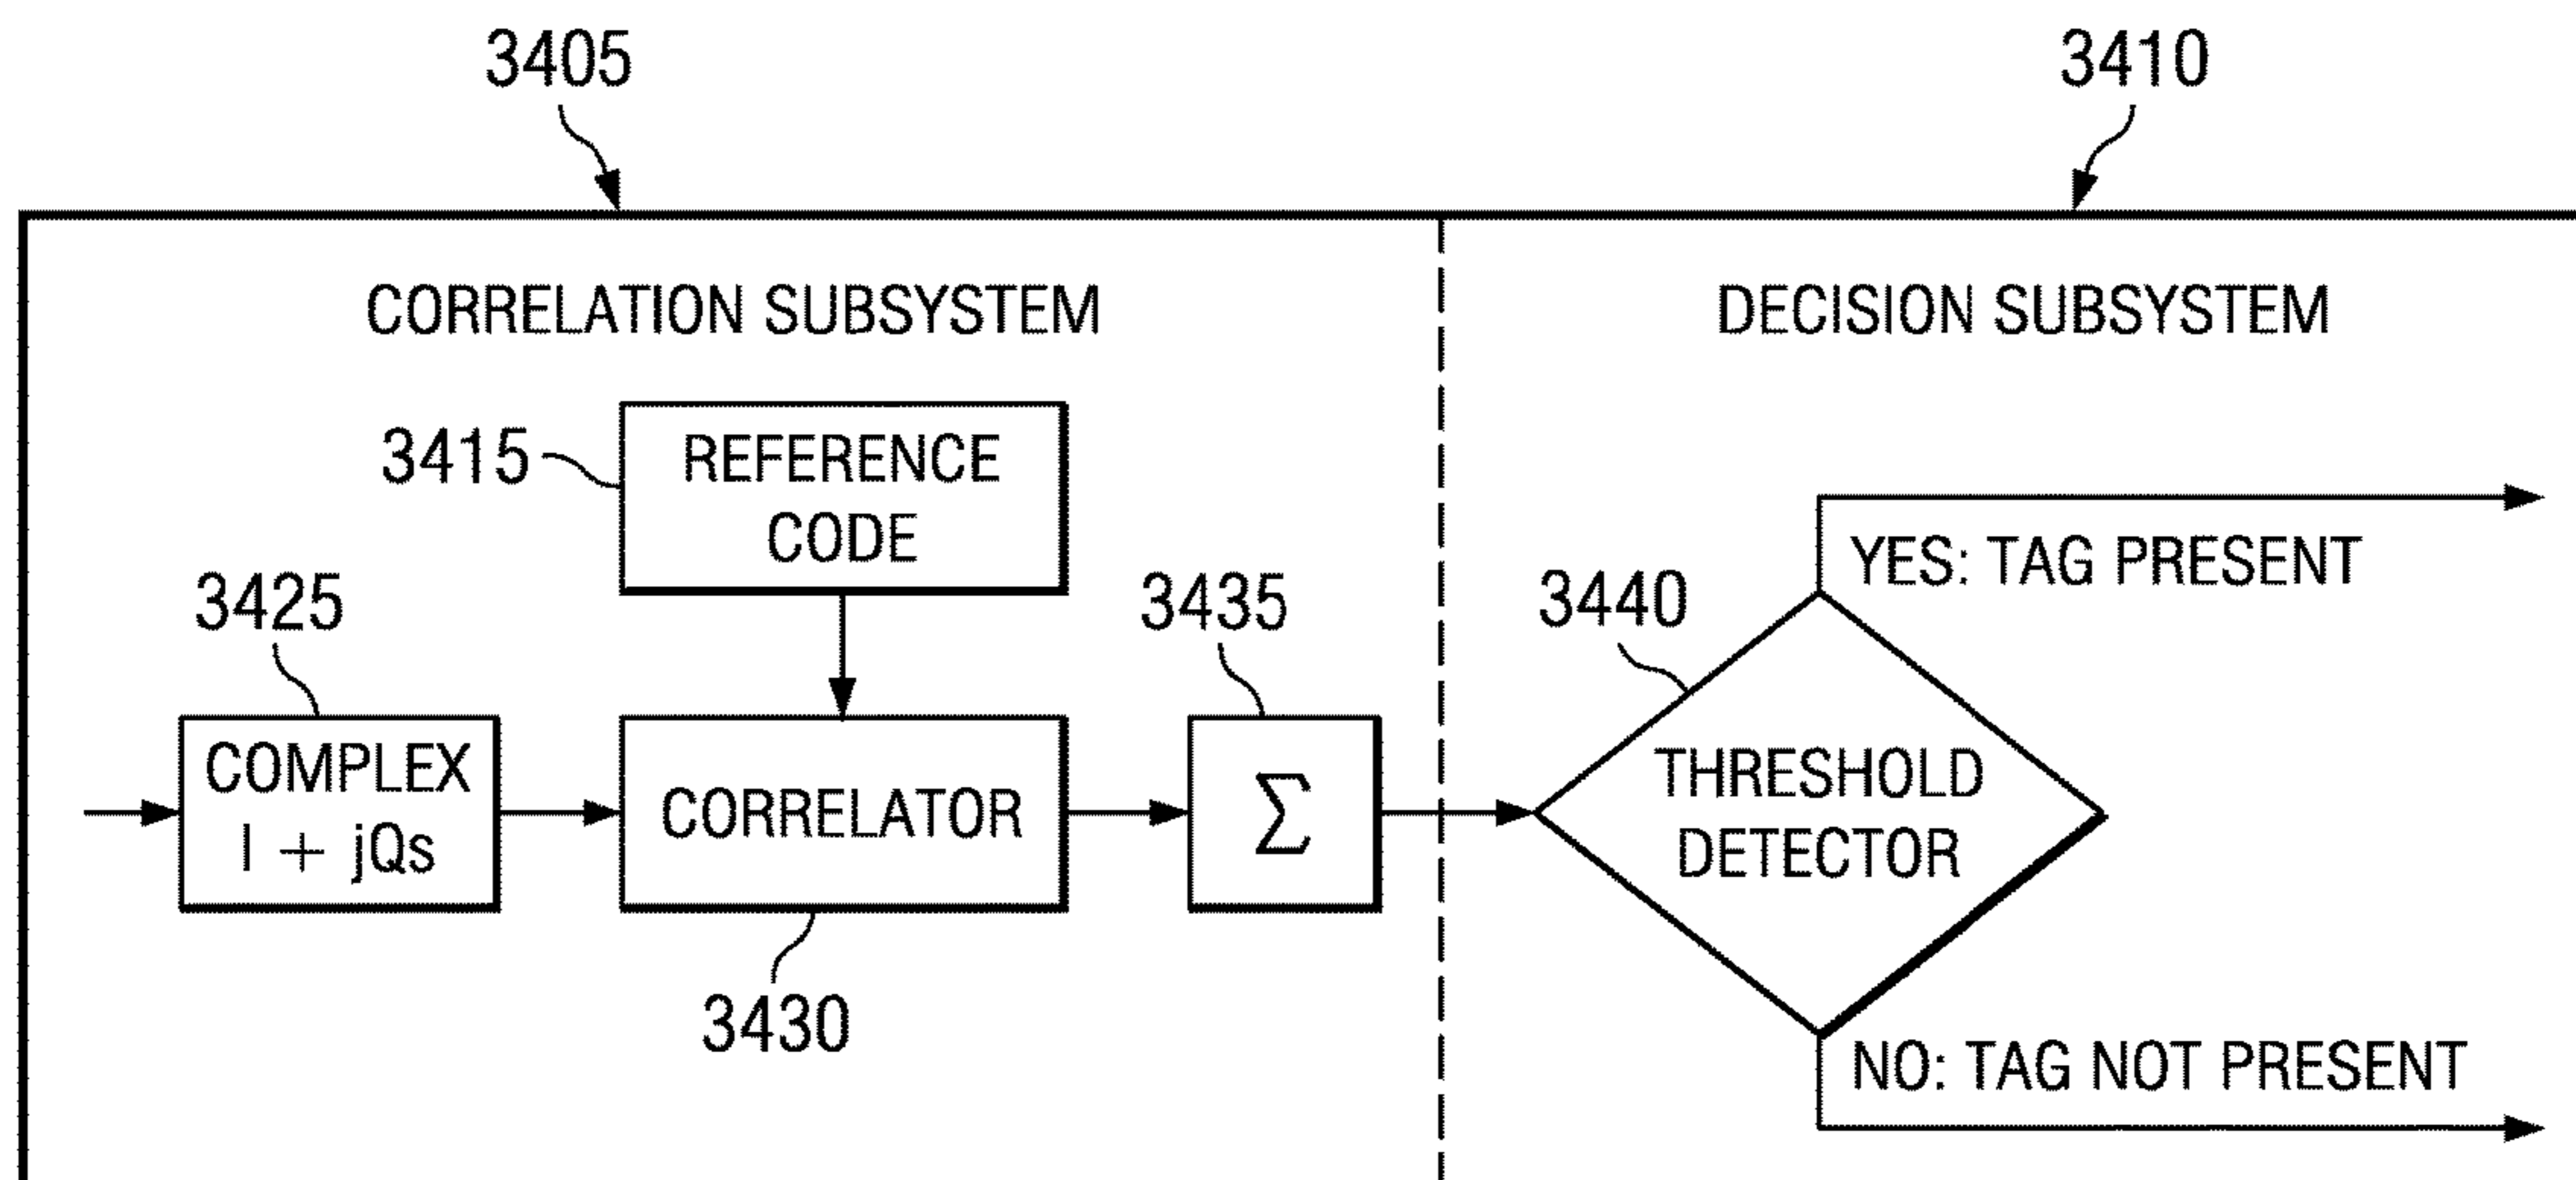 3405
3410
CORRELATION SUBSYSTEM
DECISION SUBSYSTEM
3415
REFERENCE
CODE
3425
3435
3440
YES: TAG PRESENT
COMPLEX
I + jQs
CORRELATOR
Σ
THRESHOLD
DETECTOR
3430
NO: TAG NOT PRESENT